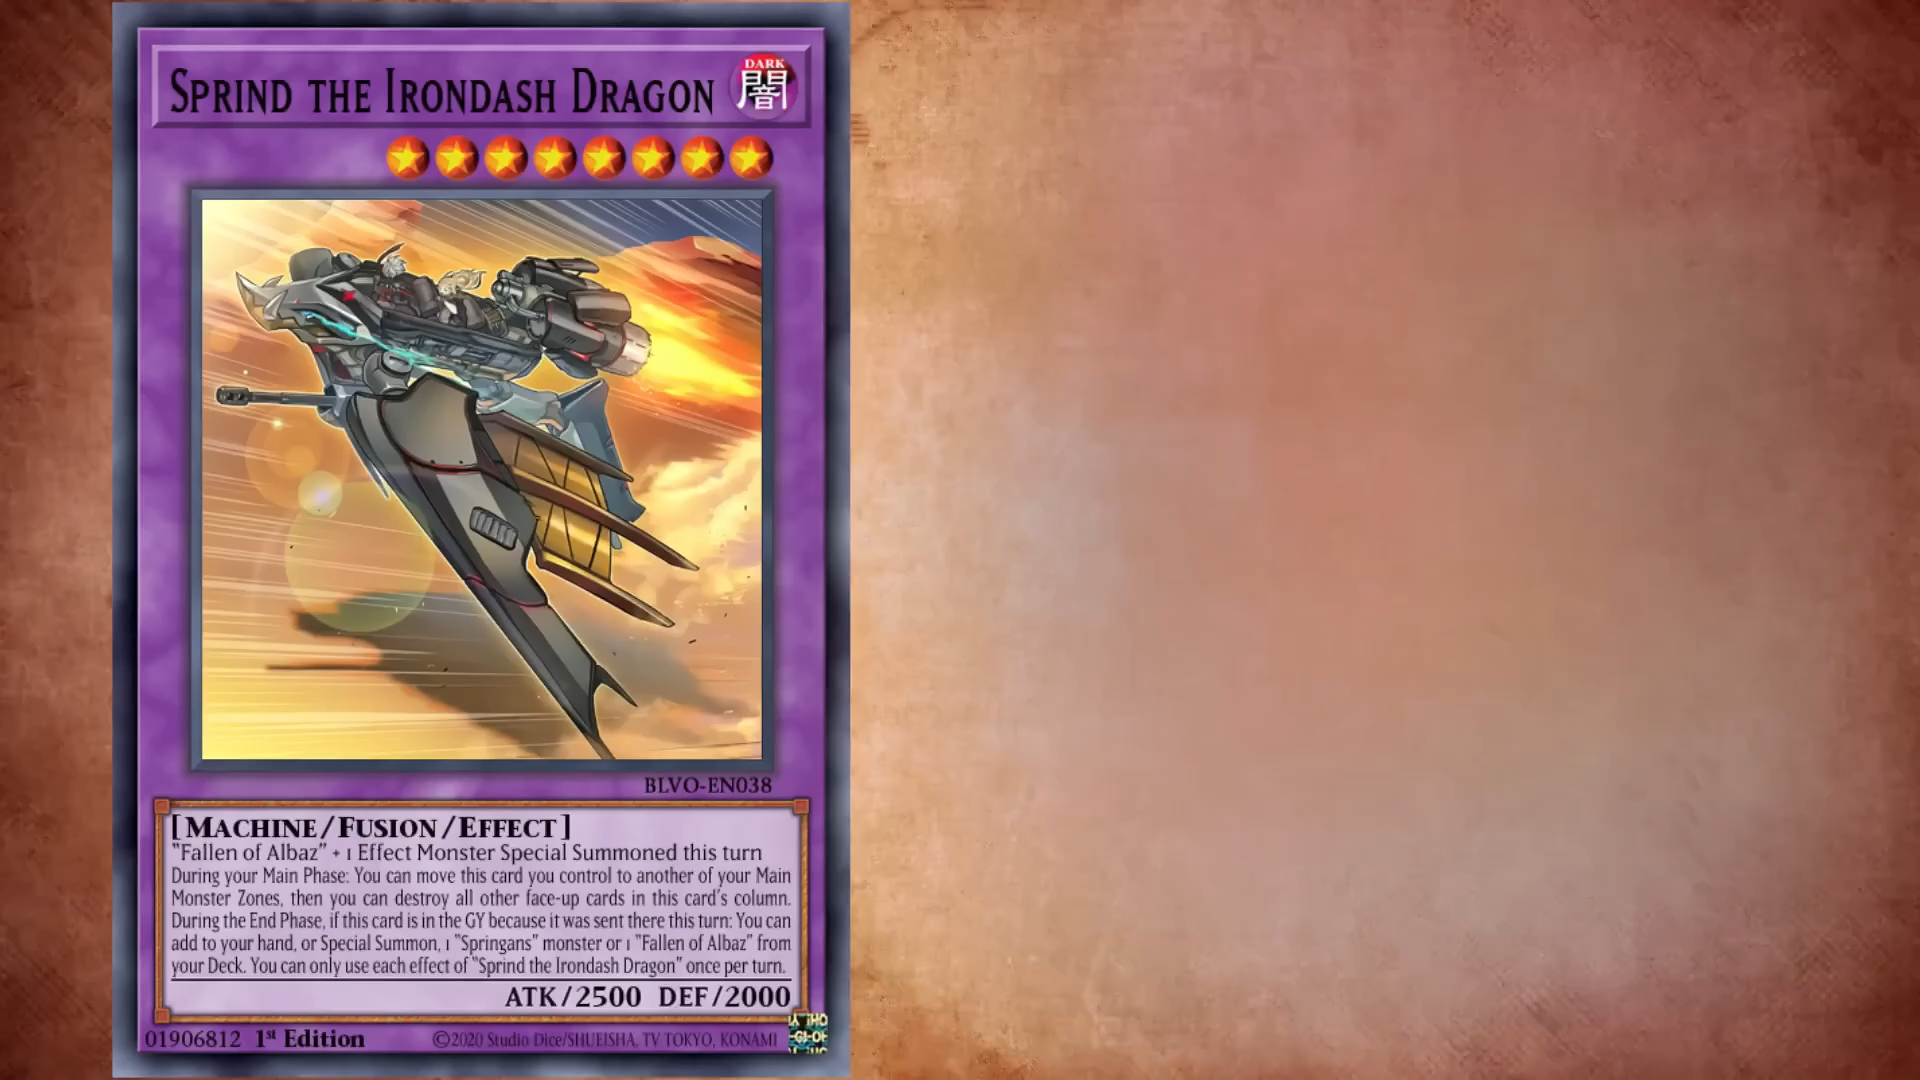 SPRIND THE IRONDASH DRAGON
DARK
闇
BLVO-EN038
[MACHINE/FUSION/EFFECT]
"Fallen of Albaz" + 1 Effect Monster Special Summoned this turn
During your Main Phase: You can move this card you control to another of your Main
Monster Zones, then you can destroy all other face-up cards in this card's column.
During the End Phase, if this card is in the GY because it was sent there this turn: You can
add to your hand, or Special Summon, 1 "Springans" monster or 1 "Fallen of Albaz" from
your Deck. You can only use each effect of "Sprind the Irondash Dragon" once per turn.
ATK/2500 DEF/2000
01906812 1st Edition ©2020 Studio Dice/SHUEISHA, TV TOKYO, KONAMI